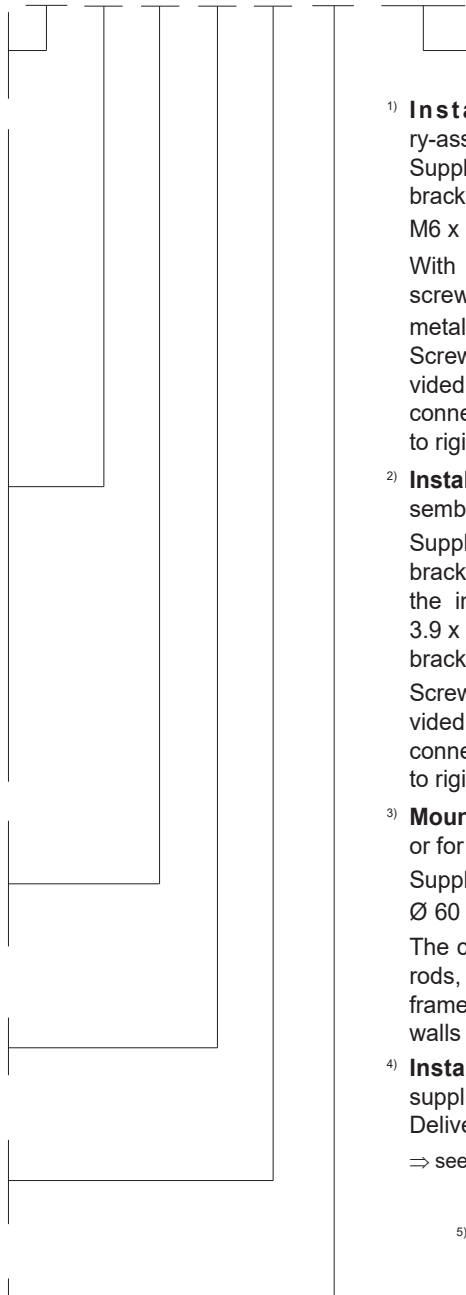 1) Insta
ry-ass
Suppl
brack
M6 x
With
screw
metal
Screw
vided
conne
to rigi
2) Instal
semb
Suppl
brack
the in
3.9 x
brack
Screw
vided
conne
to rigi
3) Moun
or for
Suppl
Ø 60
The c
rods,
frame
walls
4) Insta
suppl
Delive
⇒ see
5)